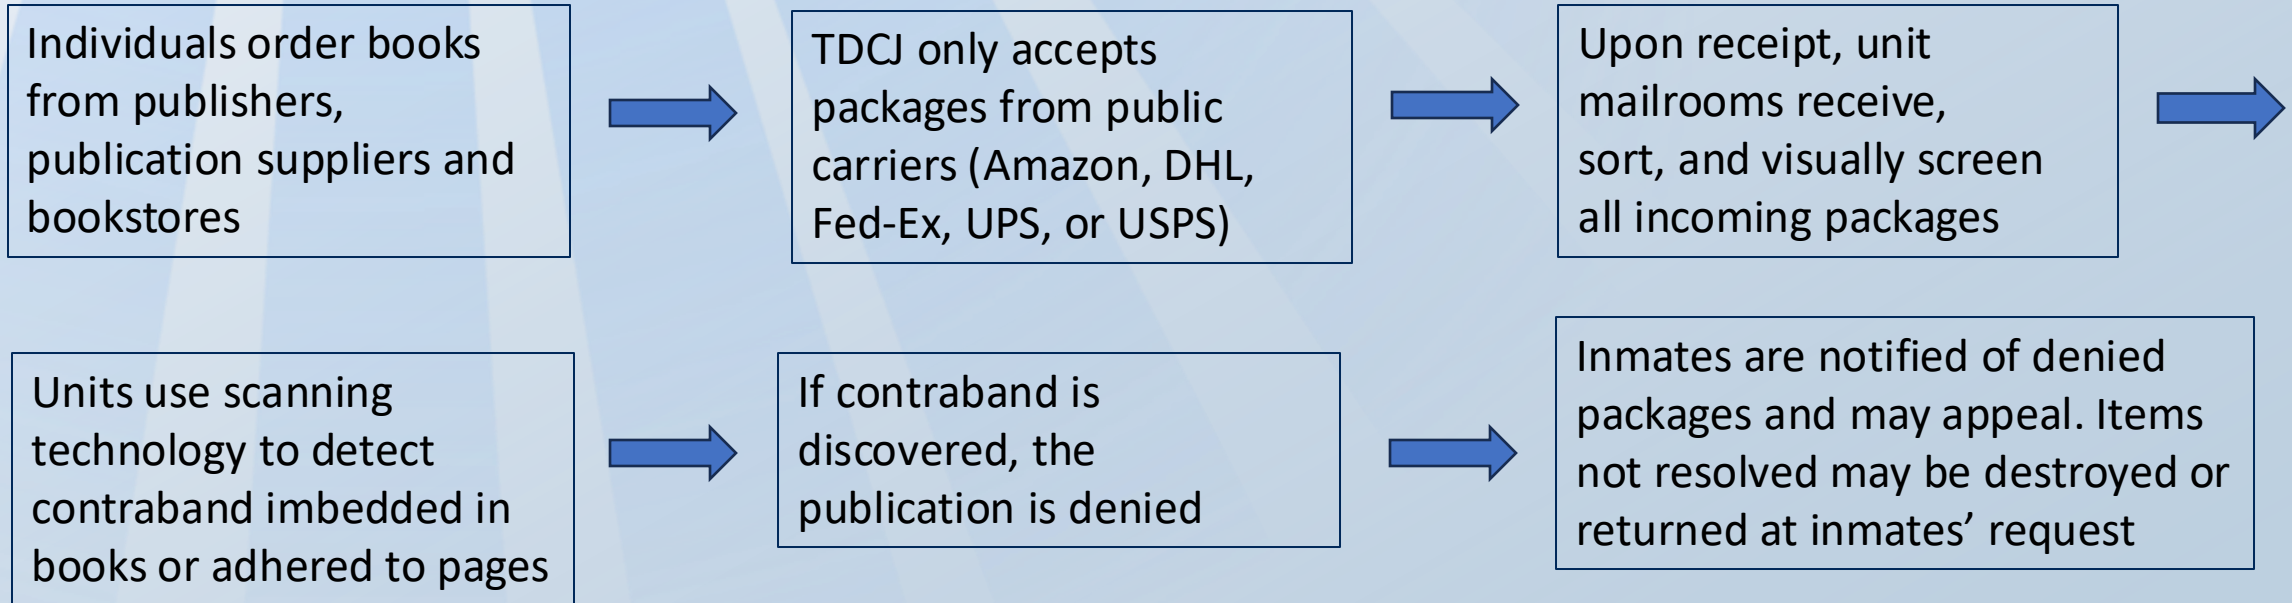 Individuals order books
from publishers,
publication suppliers and
bookstores
TDCJ only accepts
packages from public
carriers (Amazon, DHL,
Fed-Ex, UPS, or USPS)
Upon receipt, unit
mailrooms receive,
sort, and visually screen
all incoming packages
Units use scanning
technology to detect
contraband imbedded in
books or adhered to pages
If contraband is
discovered, the
publication is denied
Inmates are notified of denied
packages and may appeal. Items
not resolved may be destroyed or
returned at inmates’ request